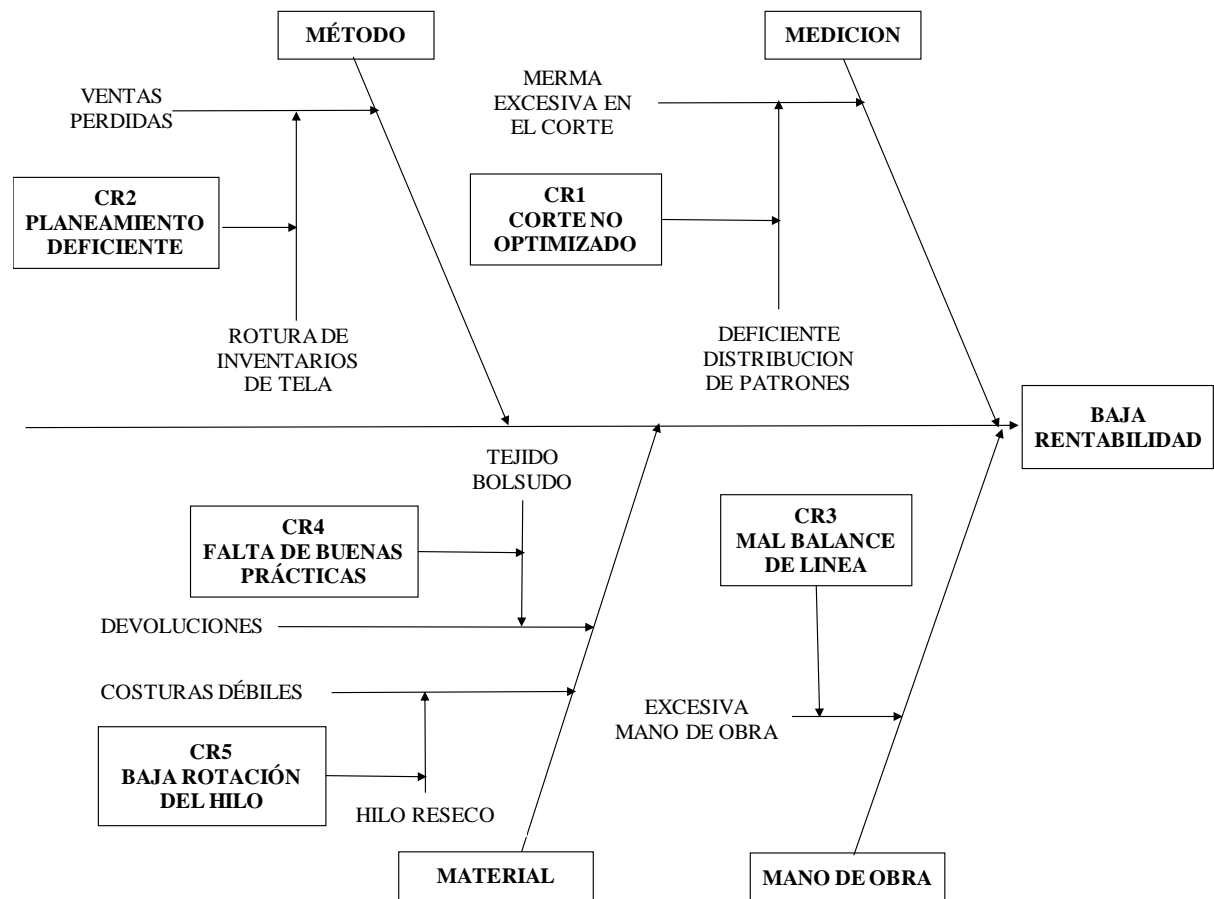 MÉTODO
MEDICION
VENTAS
PERDIDAS
MERMA
EXCESIVA EN
EL CORTE
CR2
PLANEAMIENTO
DEFICIENTE
CR1
CORTE NO
OPTIMIZADO
ROTURA DE
INVENTARIOS
DE TELA
DEFICIENTE
DISTRIBUCION
DE PATRONES
BAJA
RENTABILIDAD
TEJIDO
BOLSUDO
CR4
FALTA DE BUENAS
PRÁCTICAS
CR3
MAL BALANCE
DE LINEA
DEVOLUCIONES
COSTURAS DÉBILES
EXCESIVA
MANO DE OBRA
CR5
BAJA ROTACIÓN
DEL HILO
HILO RESECO
MATERIAL
MANO DE OBRA